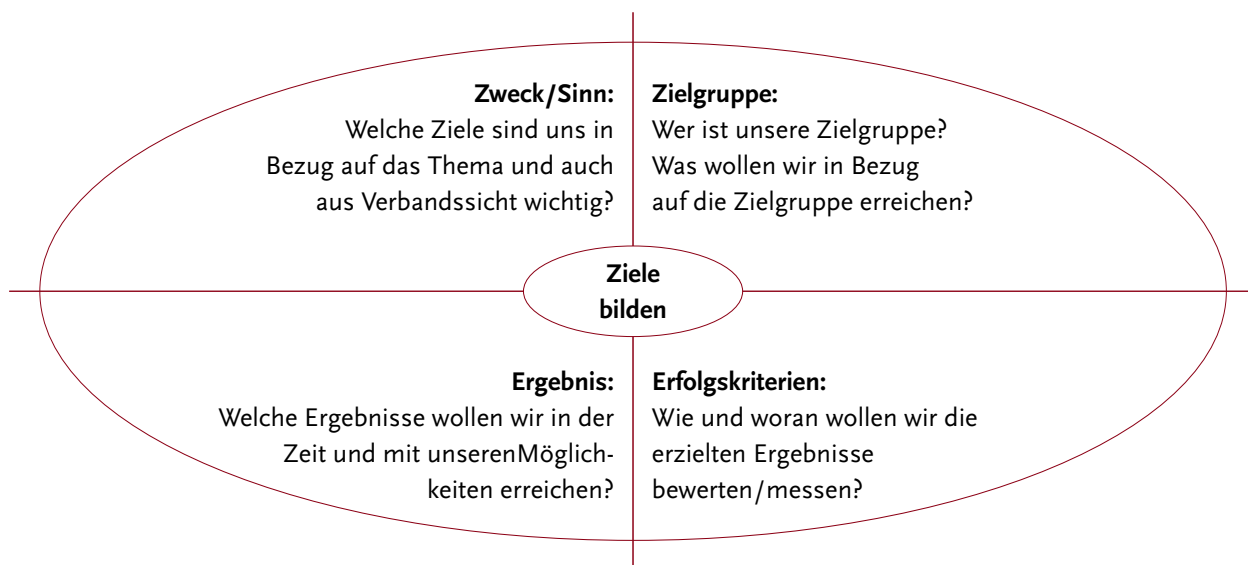 Zweck/Sinn:
Welche Ziele sind uns in
Bezug auf das Thema und auch
aus Verbandssicht wichtig?
Zielgruppe:
Wer ist unsere Zielgruppe?
Was wollen wir in Bezug
auf die Zielgruppe erreichen?
Ziele
bilden
Ergebnis:
Welche Ergebnisse wollen wir in der
Zeit und mit unserenMöglich-
keiten erreichen?
Erfolgskriterien:
Wie und woran wollen wir die
erzielten Ergebnisse
bewerten/messen?